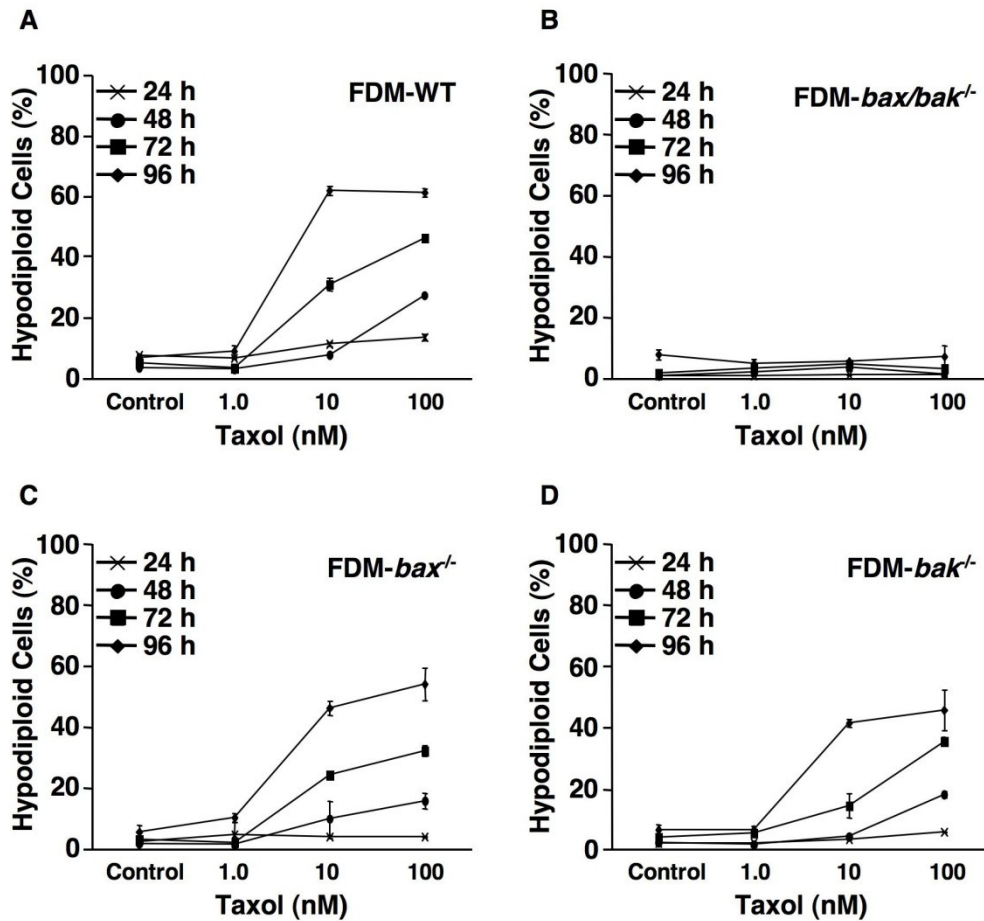 A
Hypodiploid Cells (%)
100
80
60
40
20
0
24 h
48 h
72 h
96 h
FDM-WT
Control 1.0 10 100
Taxol (nM)
B
Hypodiploid Cells (%)
100
80
60
40
20
0
24 h
48 h
72 h
96 h
FDM-bax/bak-/-
Control 1.0 10 100
Taxol (nM)
C
Hypodiploid Cells (%)
100
80
60
40
20
0
24 h
48 h
72 h
96 h
FDM-bax-/-
Control 1.0 10 100
Taxol (nM)
D
Hypodiploid Cells (%)
100
80
60
40
20
0
24 h
48 h
72 h
96 h
FDM-bak-/-
Control 1.0 10 100
Taxol (nM)